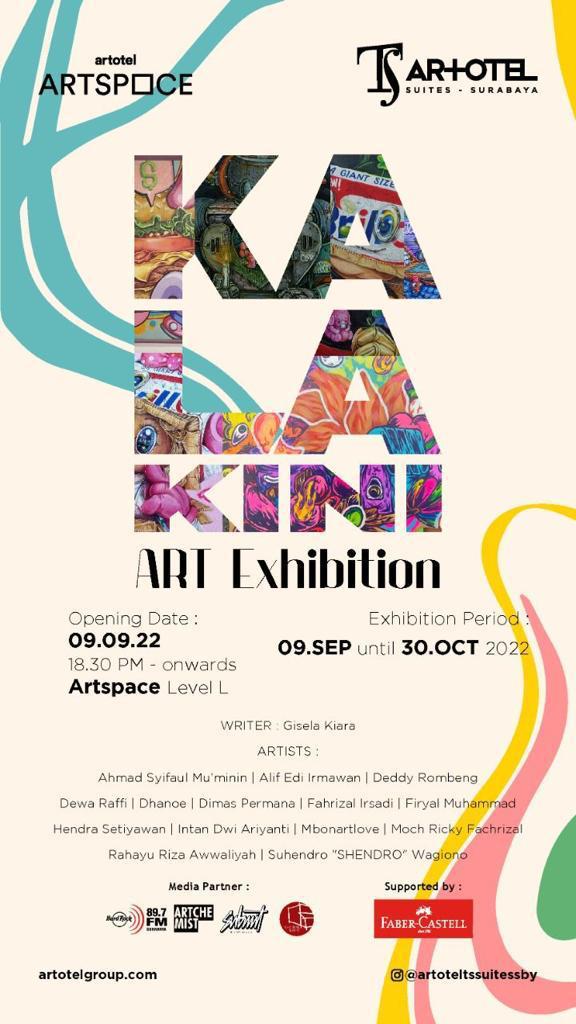 artotel
ARTSPACE
TS ARTOTEL
SUITES - SURABAYA
KA
LA
KINI
ART Exhibition
Opening Date :
09.09.22
18.30 PM - onwards
Artspace Level L
Exhibition Period :
09.SEP until 30.OCT 2022
WRITER : Gisela Kiara
ARTISTS :
Ahmad Syifaul Mu'minin | Alif Edi Irmawan | Deddy Rombeng
Dewa Raffi | Dhanoe | Dimas Permana | Fahrizal Irsadi | Firyal Muhammad
Hendra Setiyawan | Intan Dwi Ariyanti | Mbonartlove | Moch Ricky Fachrizal
Rahayu Riza Awwaliyah | Suhendro "SHENDRO" Wagiono
Media Partner :
Hard Rock
89.7
FM
ARTCHE
MIST
Submit
Supported by :
FABER-CASTELL
artotelgroup.com
@artoteltssuitessby